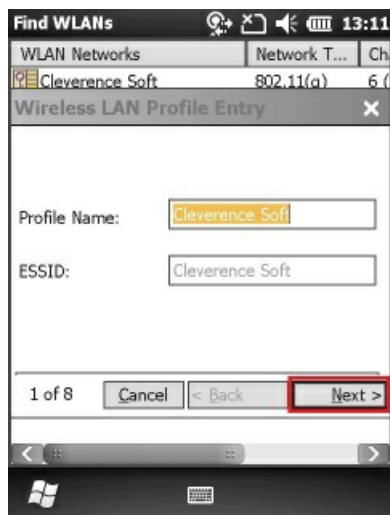 Find WLANs 13:11
WLAN Networks Network T... Ch
Cleverence Soft 802.11(g) 6 (
Wireless LAN Profile Entry
Profile Name: Cleverence Soft
ESSID: Cleverence Soft
1 of 8 Cancel < Back Next >